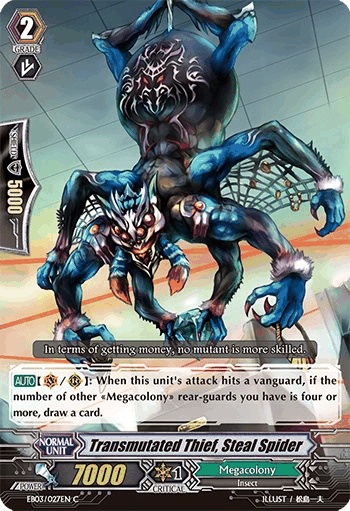 2
GRADE
SHIELD
5000
In terms of getting money, no mutant is more skilled.
AUTO [ / ]: When this unit's attack hits a vanguard, if the
number of other «Megacolony» rear-guards you have is four or
more, draw a card.
NORMAL
UNIT
Transmutated Thief, Steal Spider
POWER
7000
1
CRITICAL
Megacolony
Insect
EB03/027EN C
ILLUST / 松島一夫